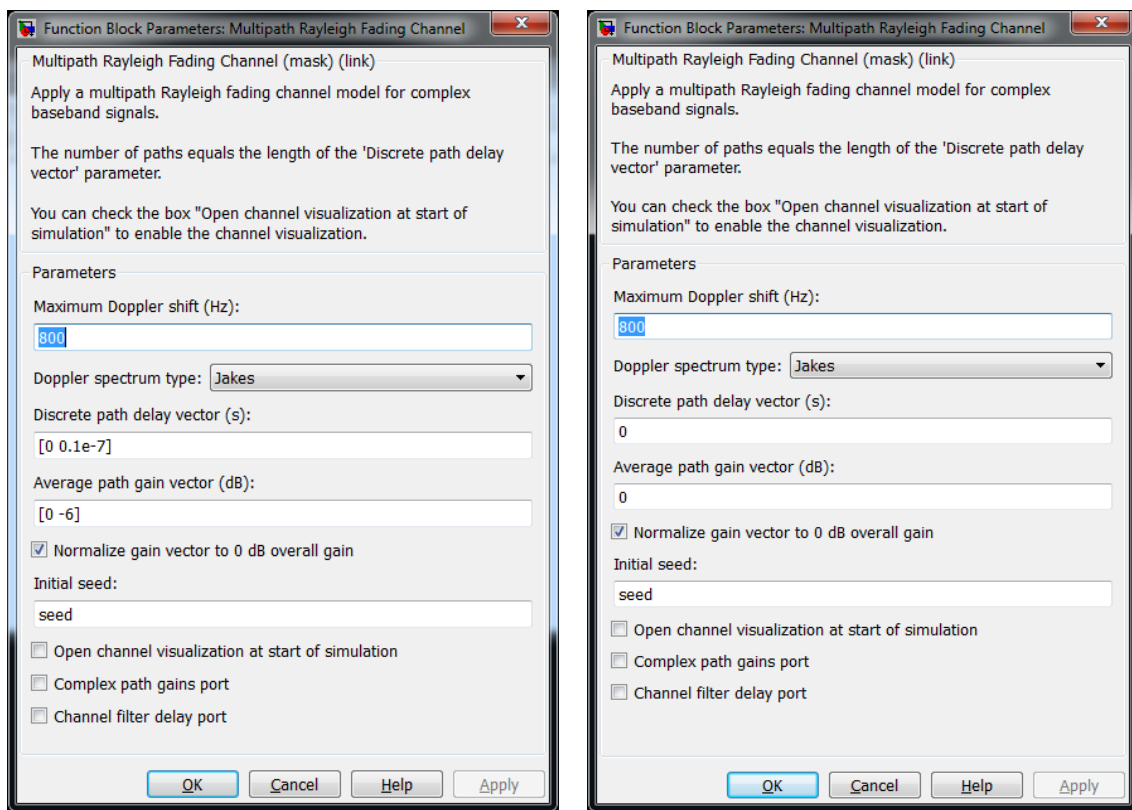 Function Block Parameters: Multipath Rayleigh Fading Channel
Multipath Rayleigh Fading Channel (mask) (link)
Apply a multipath Rayleigh fading channel model for complex
baseband signals.
The number of paths equals the length of the 'Discrete path delay
vector' parameter.
You can check the box "Open channel visualization at start of
simulation" to enable the channel visualization.
Parameters
Maximum Doppler shift (Hz):
800
Doppler spectrum type: Jakes
Discrete path delay vector (s):
[0 0.1e-7]
Average path gain vector (dB):
[0 -6]
Normalize gain vector to 0 dB overall gain
Initial seed:
seed
Open channel visualization at start of simulation
Complex path gains port
Channel filter delay port
OK Cancel Help Apply
Function Block Parameters: Multipath Rayleigh Fading Channel
Multipath Rayleigh Fading Channel (mask) (link)
Apply a multipath Rayleigh fading channel model for complex
baseband signals.
The number of paths equals the length of the 'Discrete path delay
vector' parameter.
You can check the box "Open channel visualization at start of
simulation" to enable the channel visualization.
Parameters
Maximum Doppler shift (Hz):
800
Doppler spectrum type: Jakes
Discrete path delay vector (s):
0
Average path gain vector (dB):
0
Normalize gain vector to 0 dB overall gain
Initial seed:
seed
Open channel visualization at start of simulation
Complex path gains port
Channel filter delay port
OK Cancel Help Apply